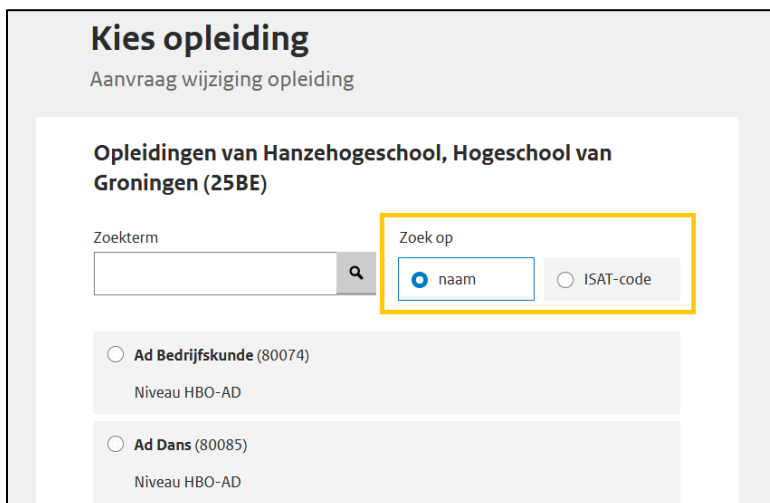 Kies opleiding
Aanvraag wijziging opleiding
Opleidingen van Hanzehogeschool, Hogeschool van
Groningen (25BE)
Zoekterm
Zoek op
naam
ISAT-code
Ad Bedrijfskunde (80074)
Niveau HBO-AD
Ad Dans (80085)
Niveau HBO-AD